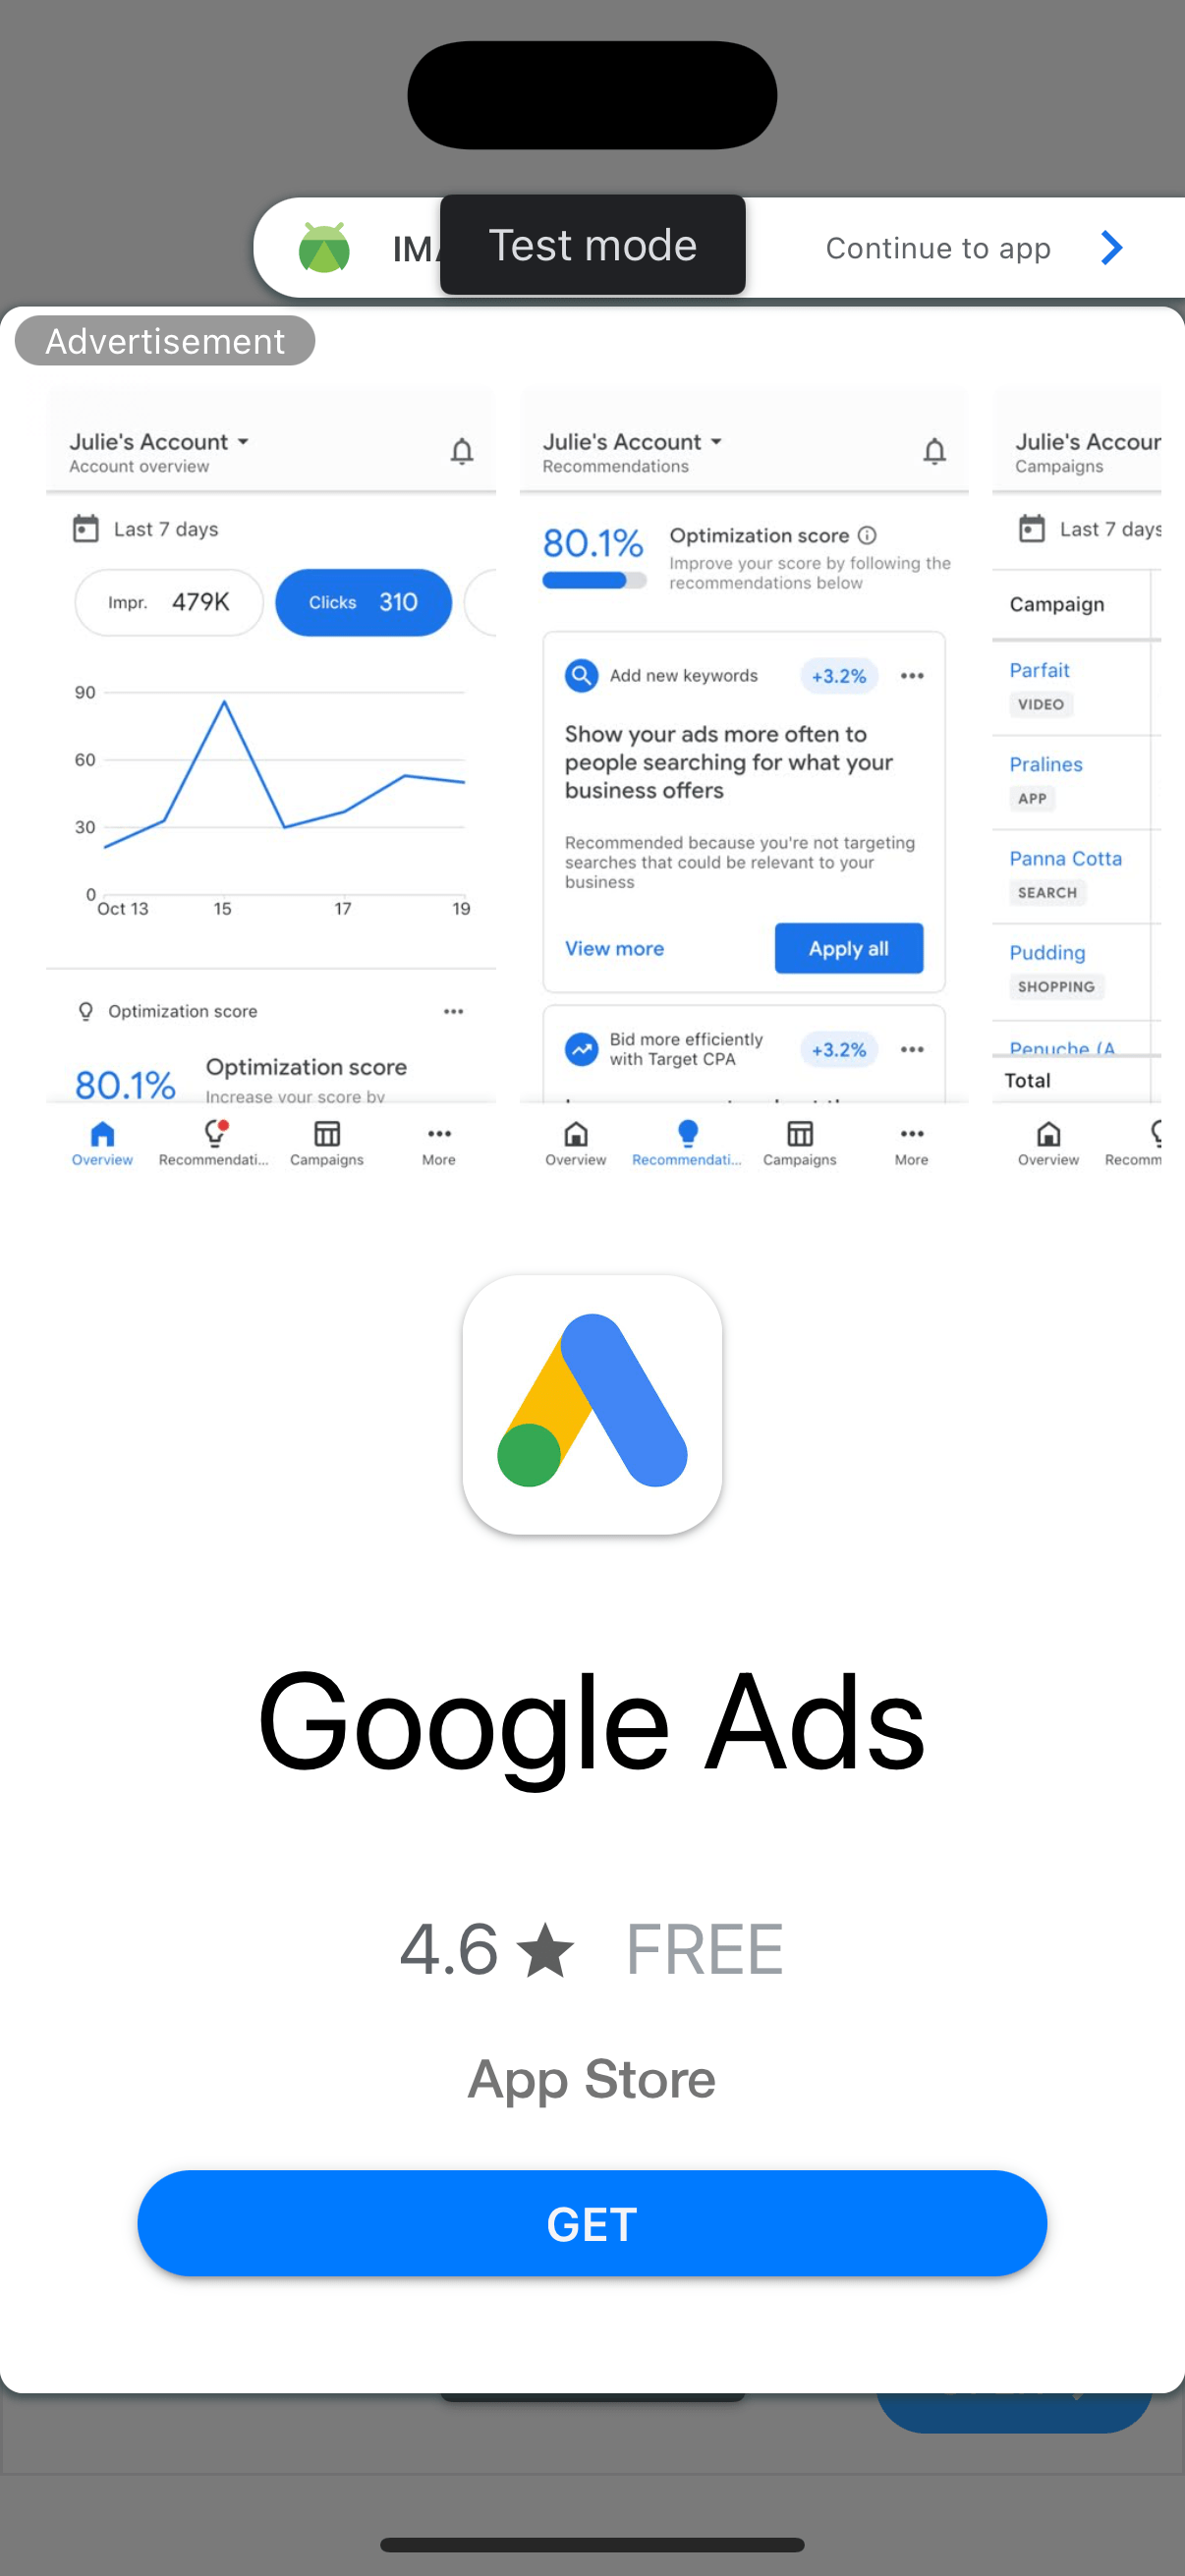 Test mode
Continue to app
Advertisement
Julie's Account
Account overview
Last 7 days
Impr. 479K
Clicks 310
90
60
30
0
Oct 13 15 17 19
Optimization score
80.1%
Optimization score
Increase your score by
Overview Recommendati... Campaigns More
Julie's Account
Recommendations
80.1%
Optimization score
Improve your score by following the
recommendations below
Add new keywords +3.2%
Show your ads more often to
people searching for what your
business offers
Recommended because you're not targeting
searches that could be relevant to your
business
View more Apply all
Bid more efficiently
with Target CPA
+3.2%
Overview Recommendati... Campaigns More
Julie's Accour
Campaigns
Last 7 days
Campaign
Parfait
VIDEO
Pralines
APP
Panna Cotta
SEARCH
Pudding
SHOPPING
Penuche (A
Total
Overview Recomm
Google Ads
4.6 ★ FREE
App Store
GET